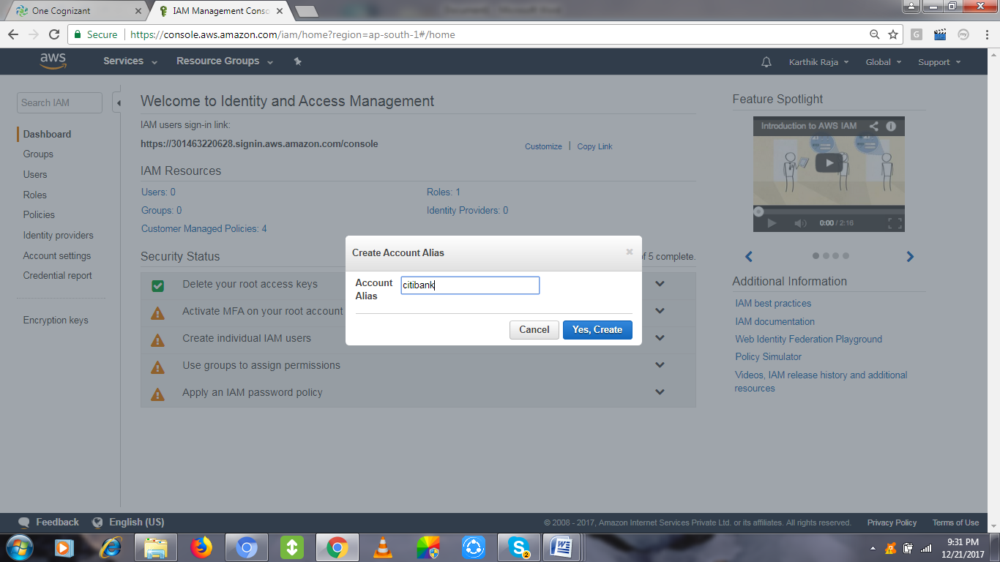 One Cognizant
IAM Management Conso
Secure
https://console.aws.amazon.com/iam/home?region=ap-south-1#/home
G
my
aws
Services
Resource Groups
Karthik Raja
Global
Support
Search IAM
Dashboard
Groups
Users
Roles
Policies
Identity providers
Account settings
Credential report
Encryption keys
Welcome to Identity and Access Management
IAM users sign-in link:
https://301463220628.signin.aws.amazon.com/console
Customize | Copy Link
IAM Resources
Users: 0
Roles: 1
Groups: 0
Identity Providers: 0
Customer Managed Policies: 4
Security Status
of 5 complete.
Delete your root access keys
Activate MFA on your root account
Create individual IAM users
Use groups to assign permissions
Apply an IAM password policy
Create Account Alias
Account
Alias
citibank
Cancel
Yes, Create
Feature Spotlight
Introduction to AWS IAM
0:00 / 2:16
Additional Information
IAM best practices
IAM documentation
Web Identity Federation Playground
Policy Simulator
Videos, IAM release history and additional
resources
Feedback
English (US)
© 2008 - 2017, Amazon Internet Services Private Ltd. or its affiliates. All rights reserved.
Privacy Policy
Terms of Use
S
2
W
9:31 PM
12/21/2017